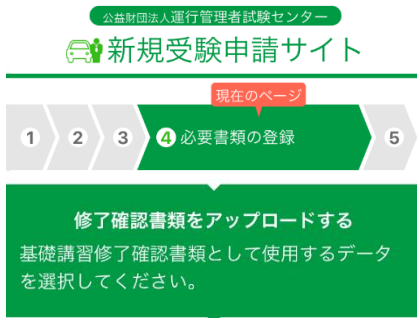 公益財団法人運行管理者試験センター
新規受験申請サイト
現在のページ
1 2 3 4 必要書類の登録 5
修了確認書類をアップロードする
基礎講習修了確認書類として使用するデータ
を選択してください。